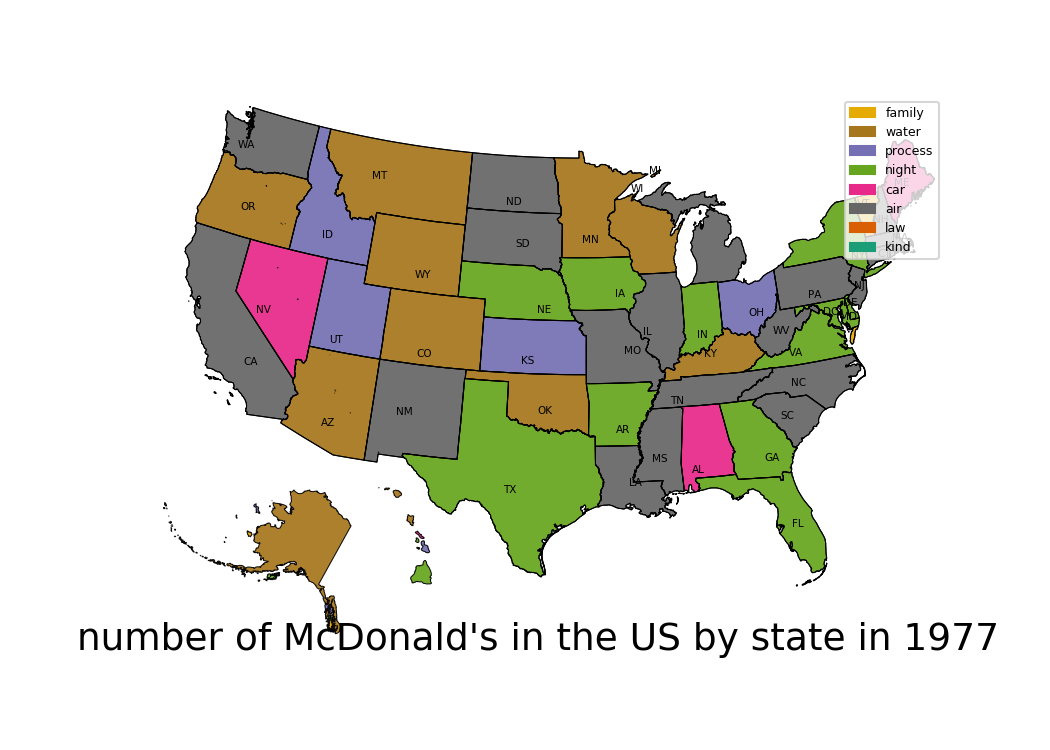 family
water
process
night
car
air
law
kind
WA
MT
ND
MN
WI
MI
OR
ID
SD
WY
NE
IA
NV
UT
CO
KS
MO
IL
IN
OH
PA
NJ
DE
MD
DC
WV
VA
KY
CA
AZ
NM
OK
AR
TN
NC
SC
TX
LA
MS
AL
GA
FL
number of McDonald's in the US by state in 1977